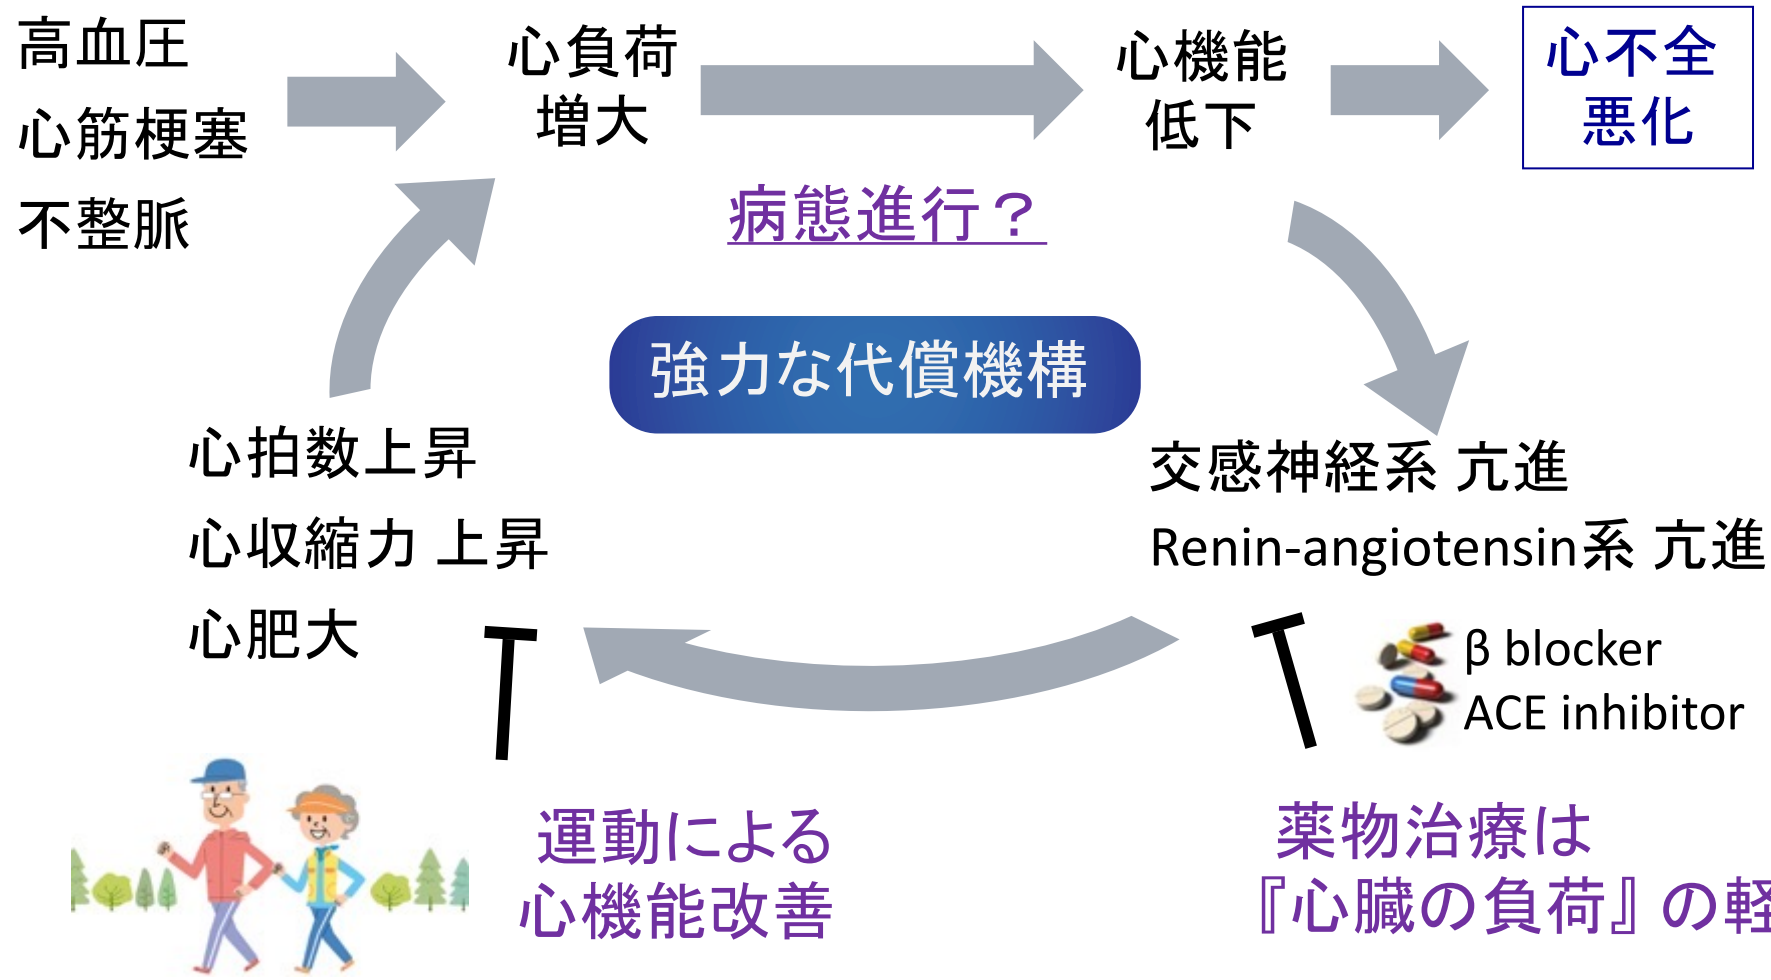 高血圧
心筋梗塞
不整脈
心負荷
増大
心機能
低下
心不全
悪化
病態進行？
強力な代償機構
心拍数上昇
心収縮力 上昇
心肥大
交感神経系 亢進
Renin-angiotensin系 亢進
β blocker
ACE inhibitor
運動による
心機能改善
薬物治療は
『心臓の負荷』の軽